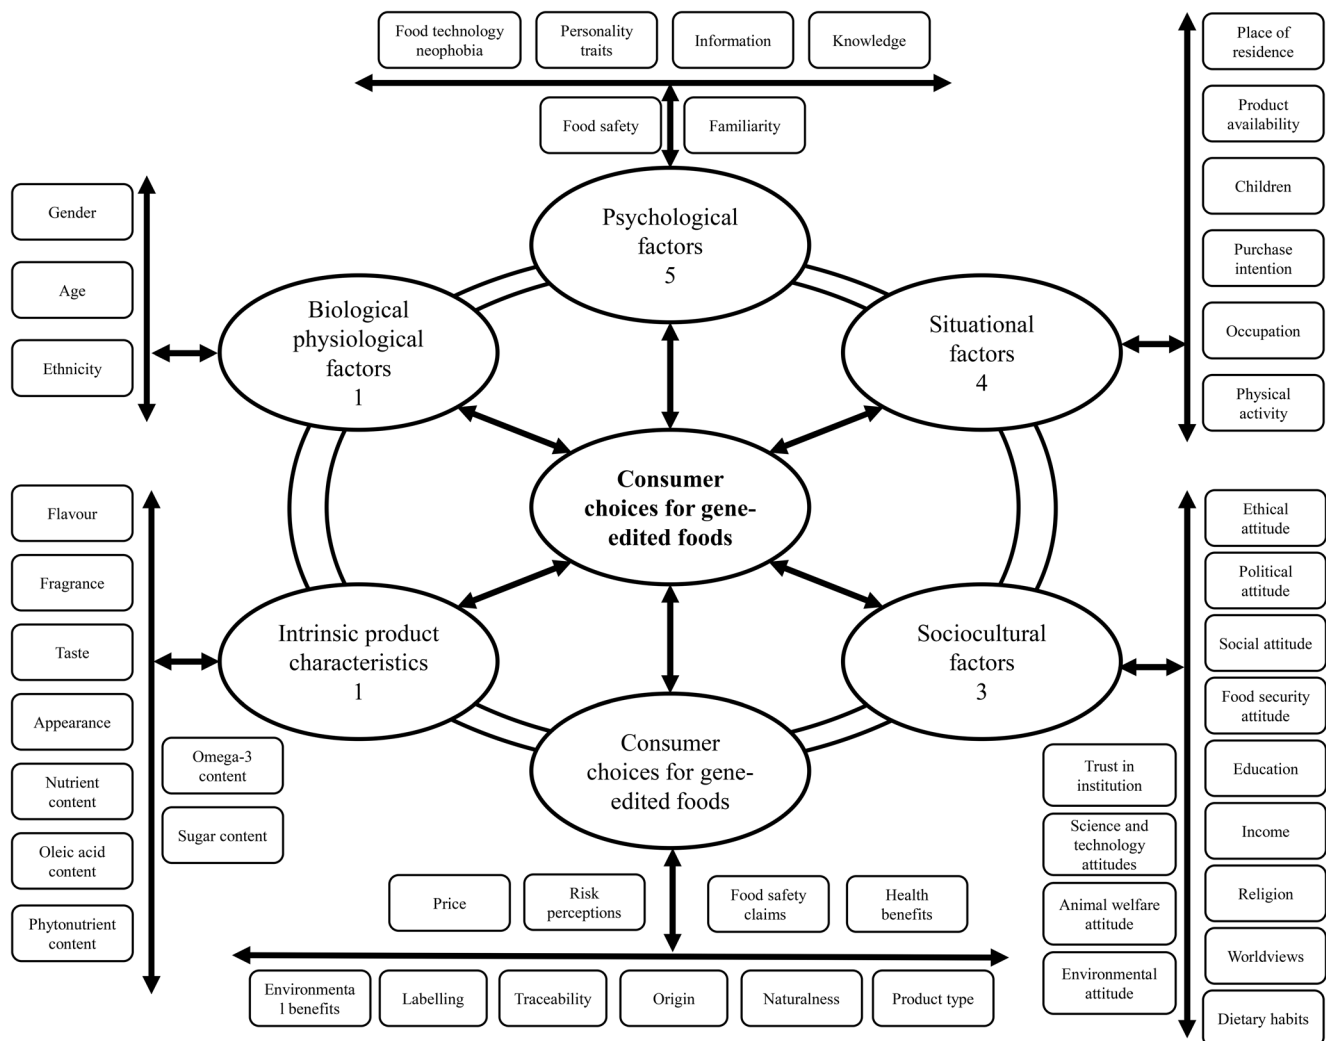 Food technology
neophobia
Personality
traits
Information
Knowledge
Food safety
Familiarity
Psychological
factors
5
Gender
Age
Ethnicity
Biological
physiological
factors
1
Situational
factors
4
Place of
residence
Product
availability
Children
Purchase
intention
Occupation
Physical
activity
Consumer
choices for gene-
edited foods
Flavour
Fragrance
Taste
Appearance
Nutrient
content
Oleic acid
content
Phytonutrient
content
Omega-3
content
Sugar content
Intrinsic product
characteristics
1
Consumer
choices for gene-
edited foods
Sociocultural
factors
3
Ethical
attitude
Political
attitude
Social attitude
Food security
attitude
Education
Income
Religion
Worldviews
Dietary habits
Trust in
institution
Science and
technology
attitudes
Animal welfare
attitude
Environmental
attitude
Price
Risk
perceptions
Food safety
claims
Health
benefits
Environmenta
l benefits
Labelling
Traceability
Origin
Naturalness
Product type